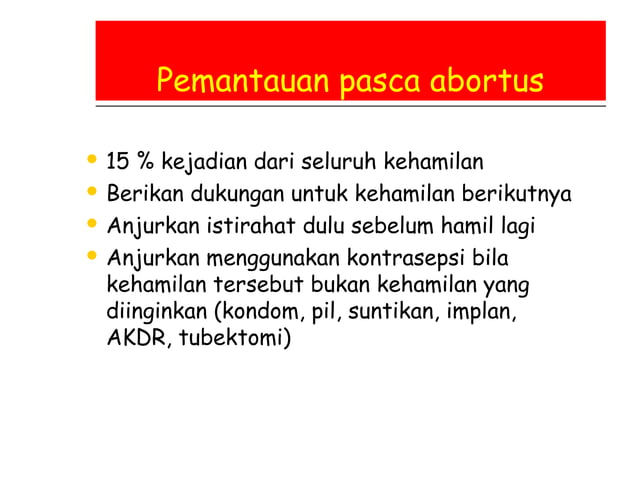 Pemantauan pasca abortus
15 % kejadian dari seluruh kehamilan
Berikan dukungan untuk kehamilan berikutnya
Anjurkan istirahat dulu sebelum hamil lagi
Anjurkan menggunakan kontrasepsi bila
kehamilan tersebut bukan kehamilan yang
diinginkan (kondom, pil, suntikan, implan,
AKDR, tubektomi)